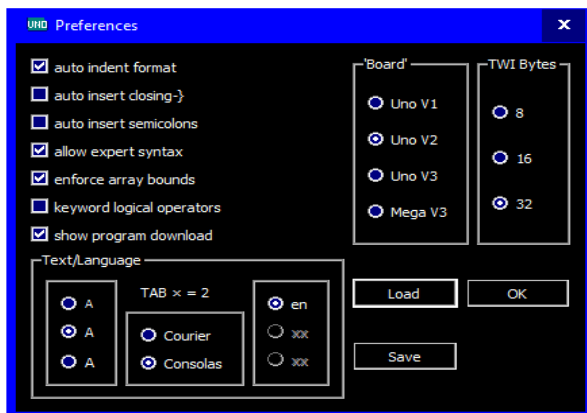 UNO Preferences X
auto indent format
auto insert closing-}
auto insert semicolons
allow expert syntax
enforce array bounds
keyword logical operators
show program download
'Board'
Uno V1
Uno V2
Uno V3
Mega V3
TWI Bytes
8
16
32
Text/Language
A
A
A
TAB × = 2
Courier
Consolas
en
xx
xx
Load
OK
Save